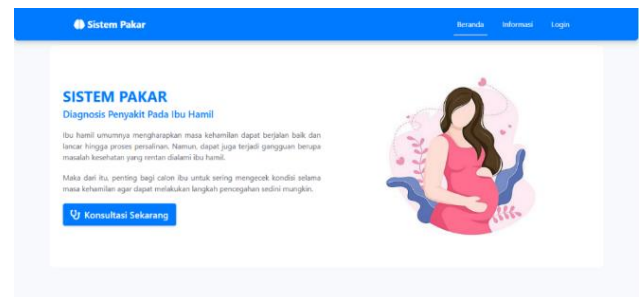 Sistem Pakar
Beranda Informasi Login
SISTEM PAKAR
Diagnosis Penyakit Pada Ibu Hamil
Ibu hamil umumnya mengharapkan masa kehamilan dapat berjalan baik dan
lancar hingga proses persalinan. Namun, dapat juga terjadi gangguan berupa
masalah kesehatan yang rentan dialami ibu hamil.
Maka dari itu, penting bagi calon ibu untuk sering mengecek kondisi selama
masa kehamilan agar dapat melakukan langkah pencegahan sedini mungkin.
Konsultasi Sekarang